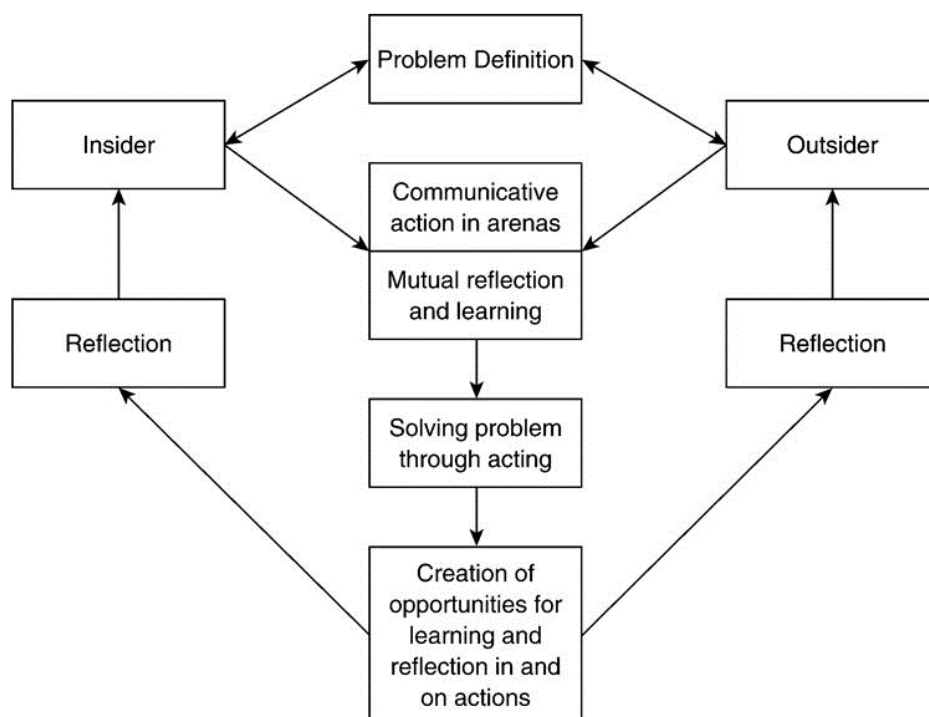 Problem Definition
Insider
Outsider
Communicative
action in arenas
Mutual reflection
and learning
Reflection
Reflection
Solving problem
through acting
Creation of
opportunities for
learning and
reflection in and
on actions